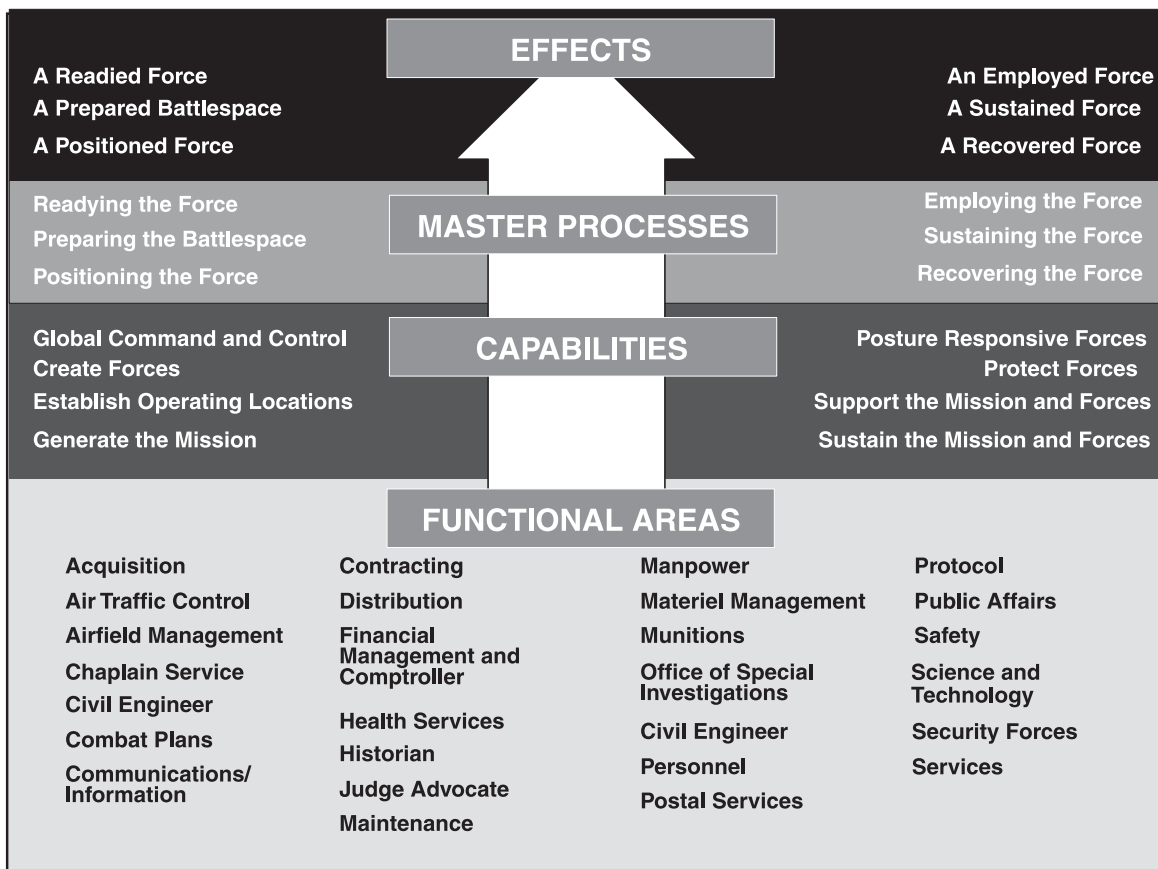 EFFECTS
A Readied Force
A Prepared Battlespace
A Positioned Force
An Employed Force
A Sustained Force
A Recovered Force
MASTER PROCESSES
Readying the Force
Preparing the Battlespace
Positioning the Force
Employing the Force
Sustaining the Force
Recovering the Force
CAPABILITIES
Global Command and Control
Create Forces
Establish Operating Locations
Generate the Mission
Posture Responsive Forces
Protect Forces
Support the Mission and Forces
Sustain the Mission and Forces
FUNCTIONAL AREAS
Acquisition
Air Traffic Control
Airfield Management
Chaplain Service
Civil Engineer
Combat Plans
Communications/
Information
Contracting
Distribution
Financial
Management and
Comptroller
Health Services
Historian
Judge Advocate
Maintenance
Manpower
Materiel Management
Munitions
Office of Special
Investigations
Civil Engineer
Personnel
Postal Services
Protocol
Public Affairs
Safety
Science and
Technology
Security Forces
Services